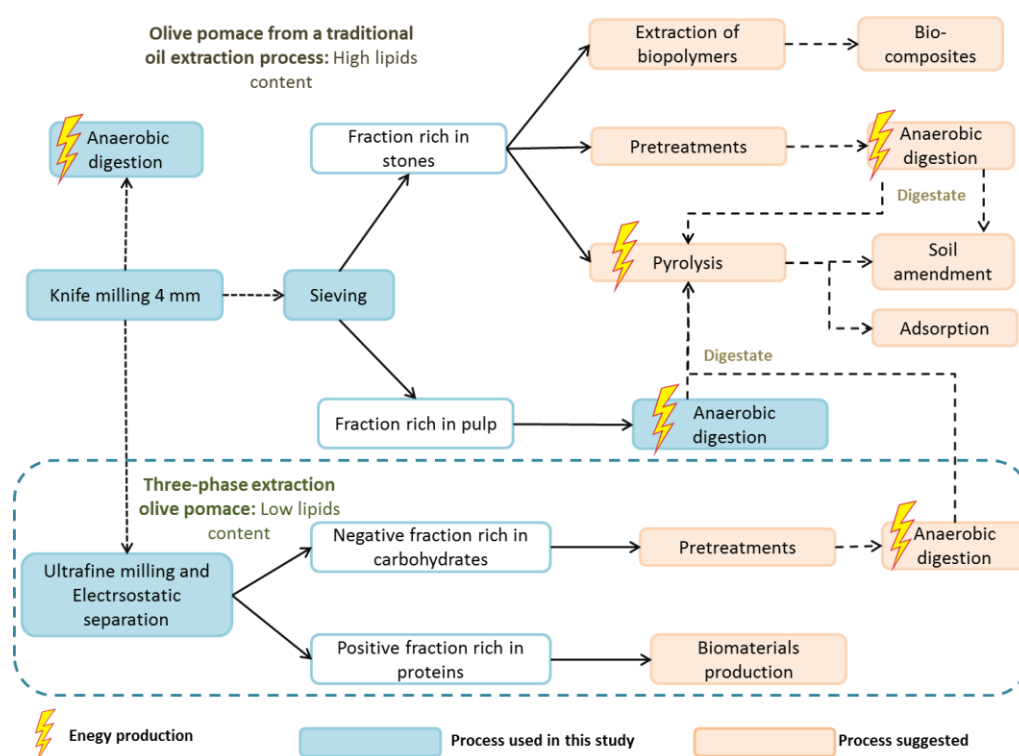 Olive pomace from a traditional
oil extraction process: High lipids
content
Extraction of
biopolymers
Bio-
composites
Anaerobic
digestion
Fraction rich in
stones
Pretreatments
Anaerobic
digestion
Digestate
Knife milling 4 mm
Sieving
Pyrolysis
Soil
amendment
Adsorption
Digestate
Fraction rich in pulp
Anaerobic
digestion
Three-phase extraction
olive pomace: Low lipids
content
Ultrafine milling and
Electrsostatic
separation
Negative fraction rich in
carbohydrates
Pretreatments
Anaerobic
digestion
Positive fraction rich in
proteins
Biomaterials
production
Enegy production
Process used in this study
Process suggested